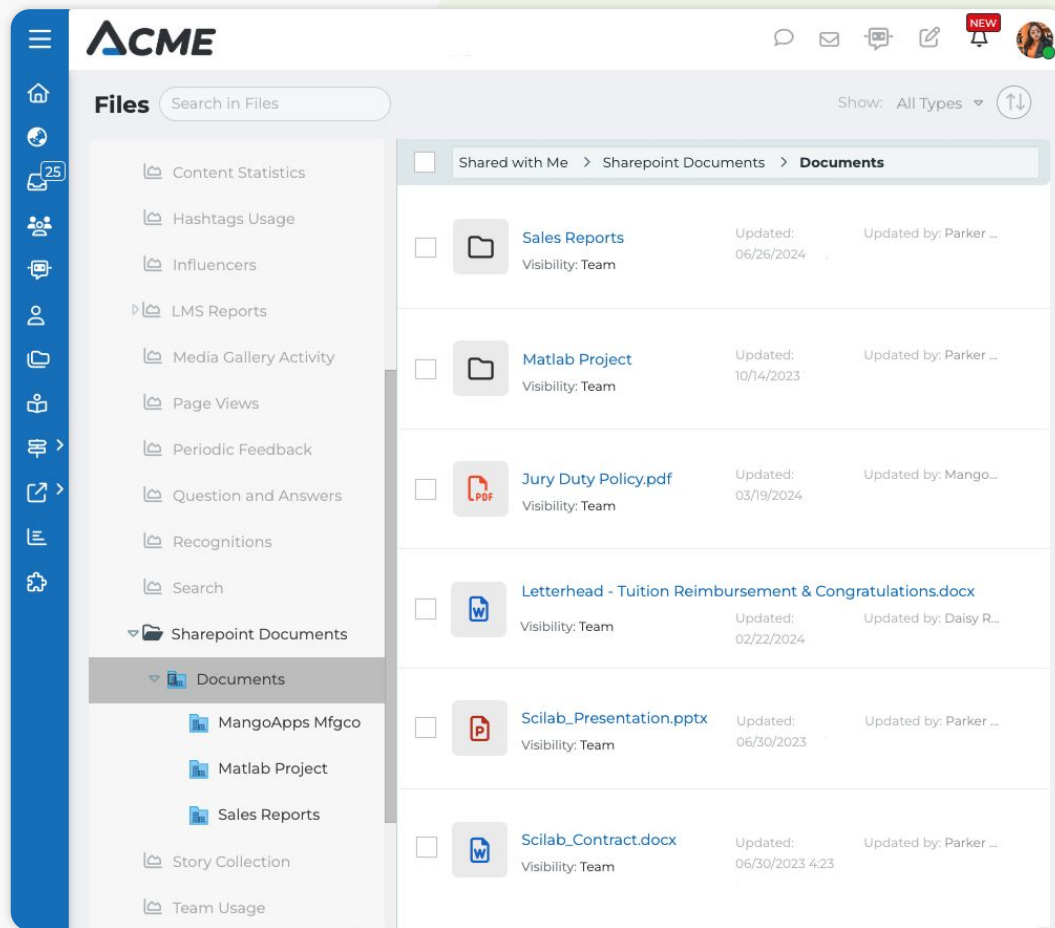 ACME
NEW
25
Files
Search in Files
Show: All Types
Content Statistics
Hashtags Usage
Influencers
LMS Reports
Media Gallery Activity
Page Views
Periodic Feedback
Question and Answers
Recognitions
Search
Sharepoint Documents
Documents
MangoApps Mfgco
Matlab Project
Sales Reports
Story Collection
Team Usage
Shared with Me > Sharepoint Documents > Documents
Sales Reports
Visibility: Team
Updated:
06/26/2024
Updated by: Parker ...
Matlab Project
Visibility: Team
Updated:
10/14/2023
Updated by: Parker ...
PDF
Jury Duty Policy.pdf
Visibility: Team
Updated:
03/19/2024
Updated by: Mango...
W
Letterhead - Tuition Reimbursement & Congratulations.docx
Visibility: Team
Updated:
02/22/2024
Updated by: Daisy R...
P
Scilab_Presentation.pptx
Visibility: Team
Updated:
06/30/2023
Updated by: Parker ...
W
Scilab_Contract.docx
Visibility: Team
Updated:
06/30/2023 4:23
Updated by: Parker ...